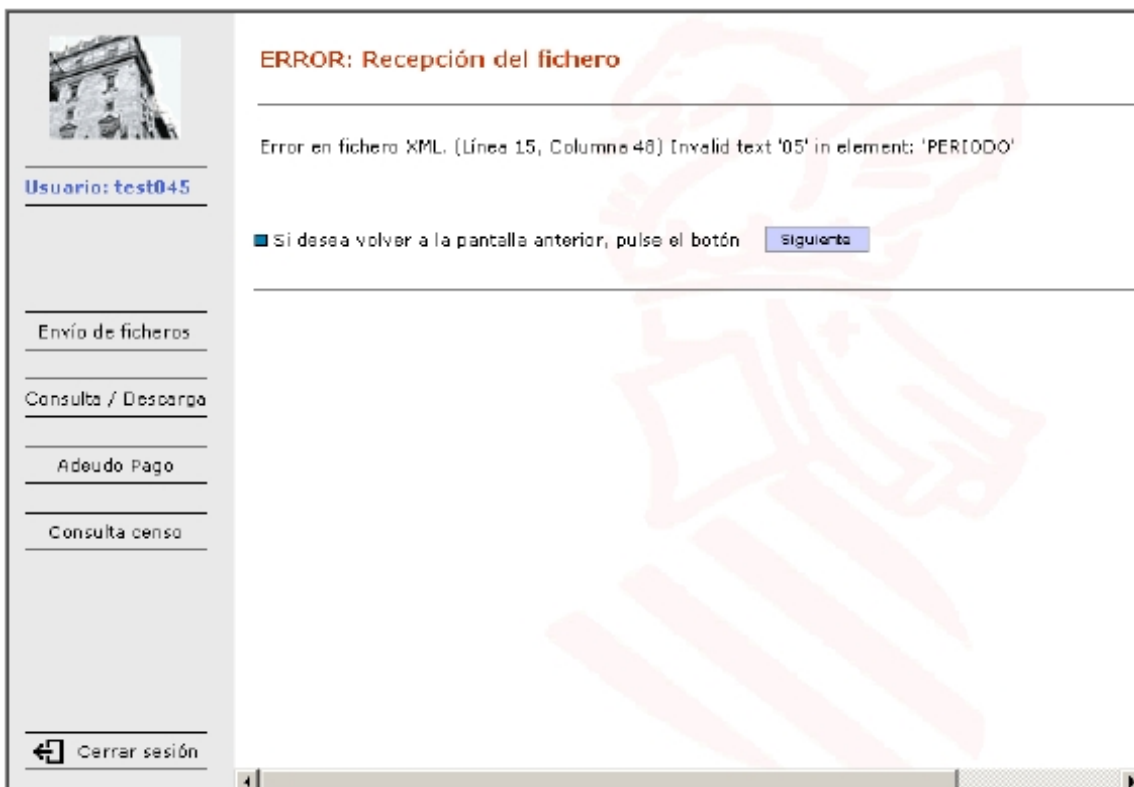 ERROR: Recepción del fichero
Error en fichero XML. (Línea 15, Columna 48) Invalid text '05' in element: 'PERIODO'
Usuario: test045
Si desea volver a la pantalla anterior, pulse el botón Siguiente
Envío de ficheros
Consulta / Descarga
Adeudo Pago
Consulta censo
Cerrar sesión